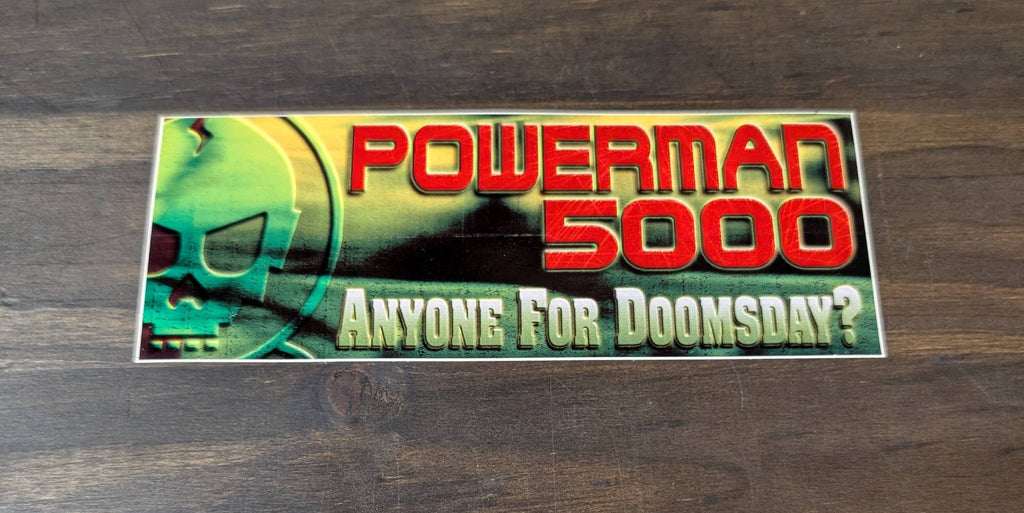 POWERMAN
5000
ANYONE FOR DOOMSDAY?